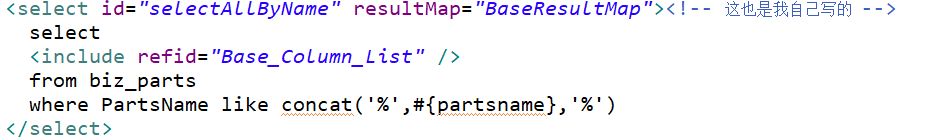 <select id="selectAllByName" resultMap="BaseResultMap"><!-- 这也是我自己写的 -->
select
<include refid="Base_Column_List" />
from biz_parts
where PartsName like concat('%',#{partsname},'%')
</select>